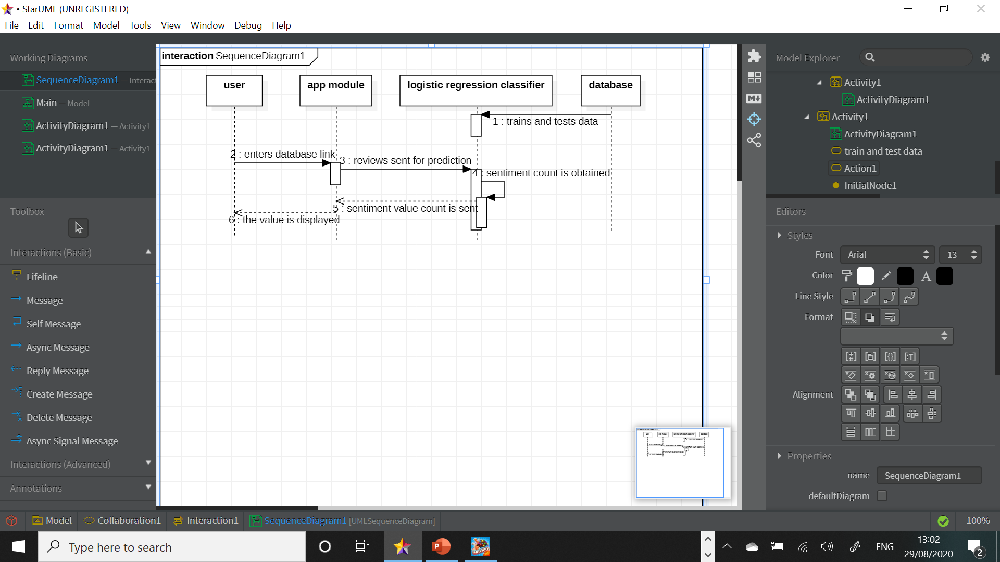 • StarUML (UNREGISTERED)
File Edit Format Model Tools View Window Debug Help
Working Diagrams
SequenceDiagram1 — Interact
Main — Model
ActivityDiagram1 — Activity1
ActivityDiagram1 — Activity1
Toolbox
Interactions (Basic)
Lifeline
Message
Self Message
Async Message
Reply Message
Create Message
Delete Message
Async Signal Message
Interactions (Advanced)
Annotations
interaction SequenceDiagram1
user
app module
logistic regression classifier
database
1 : trains and tests data
2 : enters database link
3 : reviews sent for prediction
4 : sentiment count is obtained
5 : sentiment value count is sent
6 : the value is displayed
Model Explorer
Activity1
ActivityDiagram1
Activity1
ActivityDiagram1
train and test data
Action1
InitialNode1
Editors
Styles
Font Arial 13
Color
Line Style
Format
Alignment
Properties
name SequenceDiagram1
defaultDiagram
Model Collaboration1 Interaction1 SequenceDiagram1 [UMLSequenceDiagram] 100%
Type here to search
ENG
13:02
29/08/2020
2